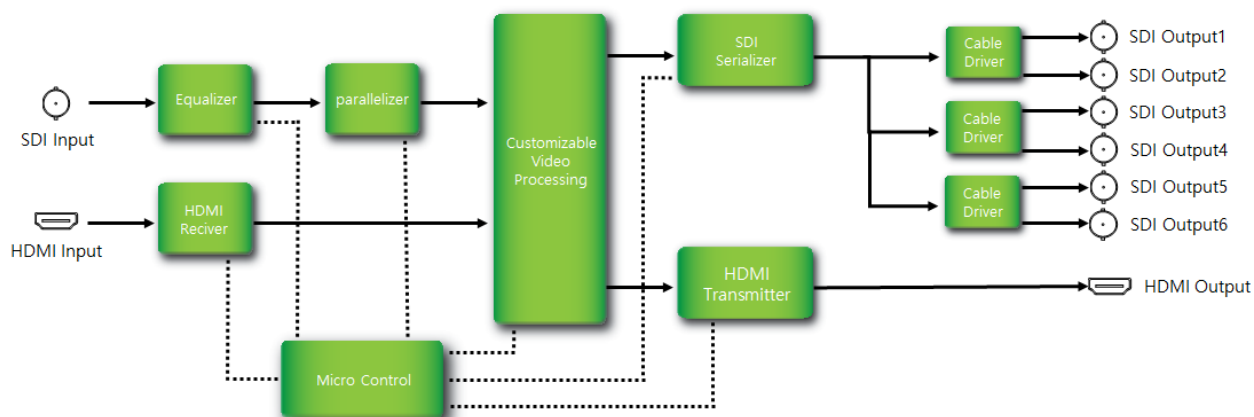 SDI Input
HDMI Input
Equalizer
parallelizer
HDMI
Reciver
Customizable
Video
Processing
Micro Control
SDI
Serializer
HDMI
Transmitter
Cable
Driver
Cable
Driver
Cable
Driver
SDI Output1
SDI Output2
SDI Output3
SDI Output4
SDI Output5
SDI Output6
HDMI Output